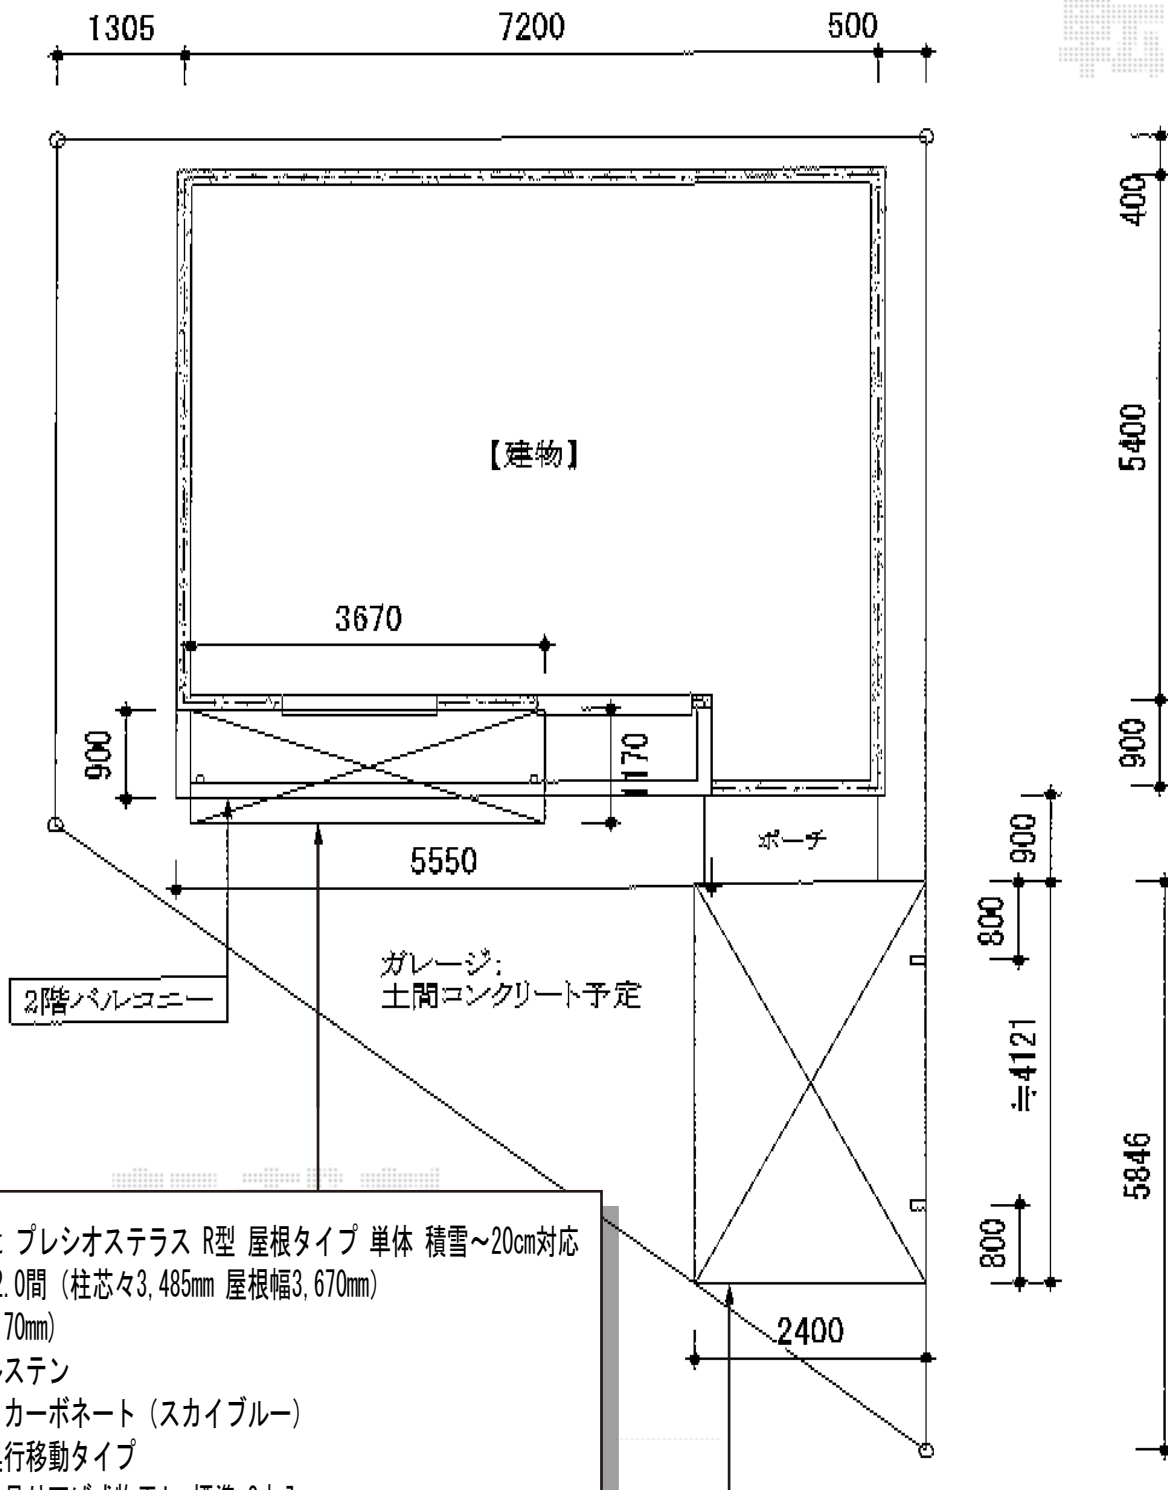 1305
7200
500
400
5400
【建物】
3670
900
1170
900
ポーチ
900
5550
800
ガレージ:
土間コンクリート予定
2階バルコニー
≒4121
5846
800
2400
プレシオステラス R型 屋根タイプ 単体 積雪～20cm対応
2.0間 (柱芯々3,485mm 屋根幅3,670mm)
70mm)
ステン
カーボネート (スカイブルー)
行移動タイプ